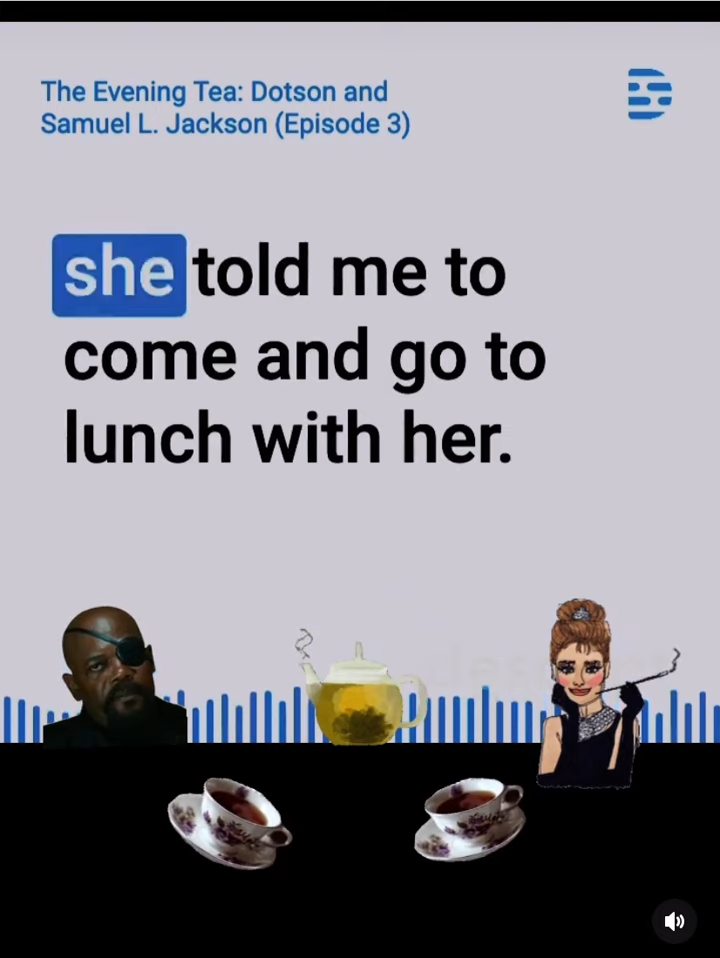 The Evening Tea: Dotson and
Samuel L. Jackson (Episode 3)
she told me to
come and go to
lunch with her.